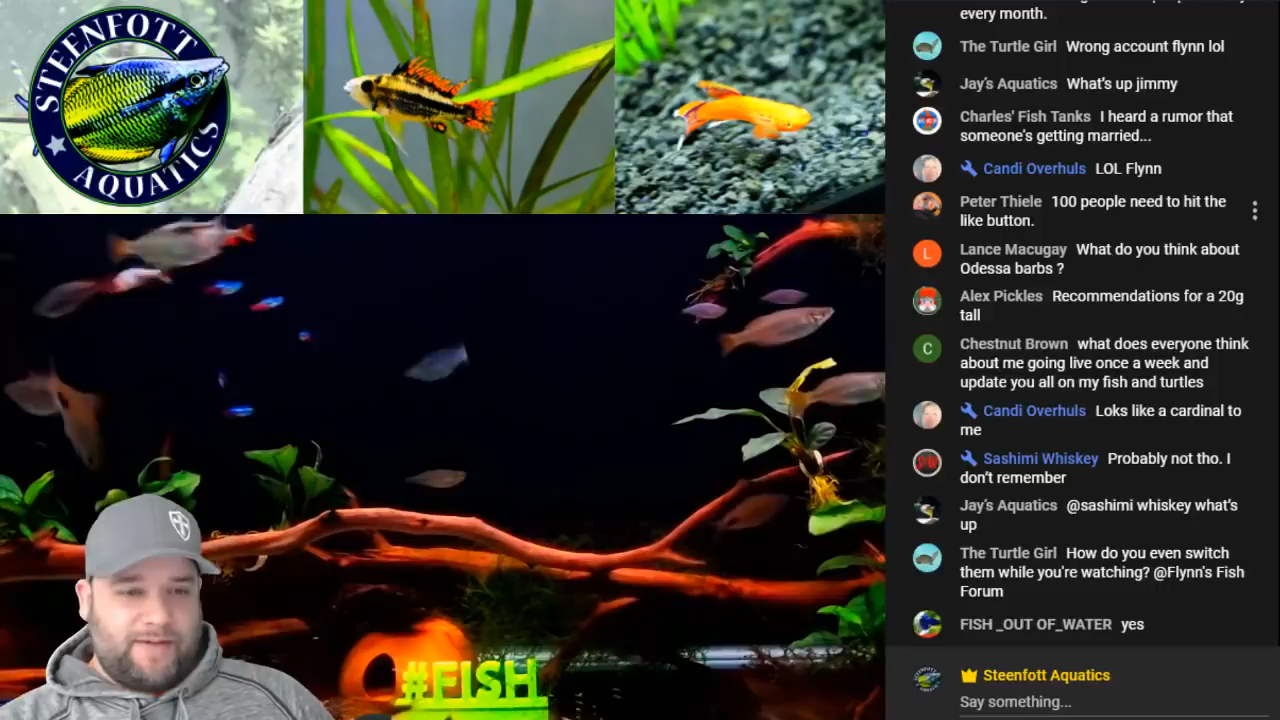 STEENFOTT
AQUATICS
#FISH
every month.
The Turtle Girl Wrong account flynn lol
Jay's Aquatics What's up jimmy
Charles' Fish Tanks I heard a rumor that
someone's getting married...
Candi Overhuls LOL Flynn
Peter Thiele 100 people need to hit the
like button.
L
Lance Macugay What do you think about
Odessa barbs ?
Alex Pickles Recommendations for a 20g
tall
C
Chestnut Brown what does everyone think
about me going live once a week and
update you all on my fish and turtles
Candi Overhuls Loks like a cardinal to
me
Sashimi Whiskey Probably not tho. I
don't remember
Jay's Aquatics @sashimi whiskey what's
up
The Turtle Girl How do you even switch
them while you're watching? @Flynn's Fish
Forum
FISH _OUT OF_WATER yes
Steenfott Aquatics
Say something...